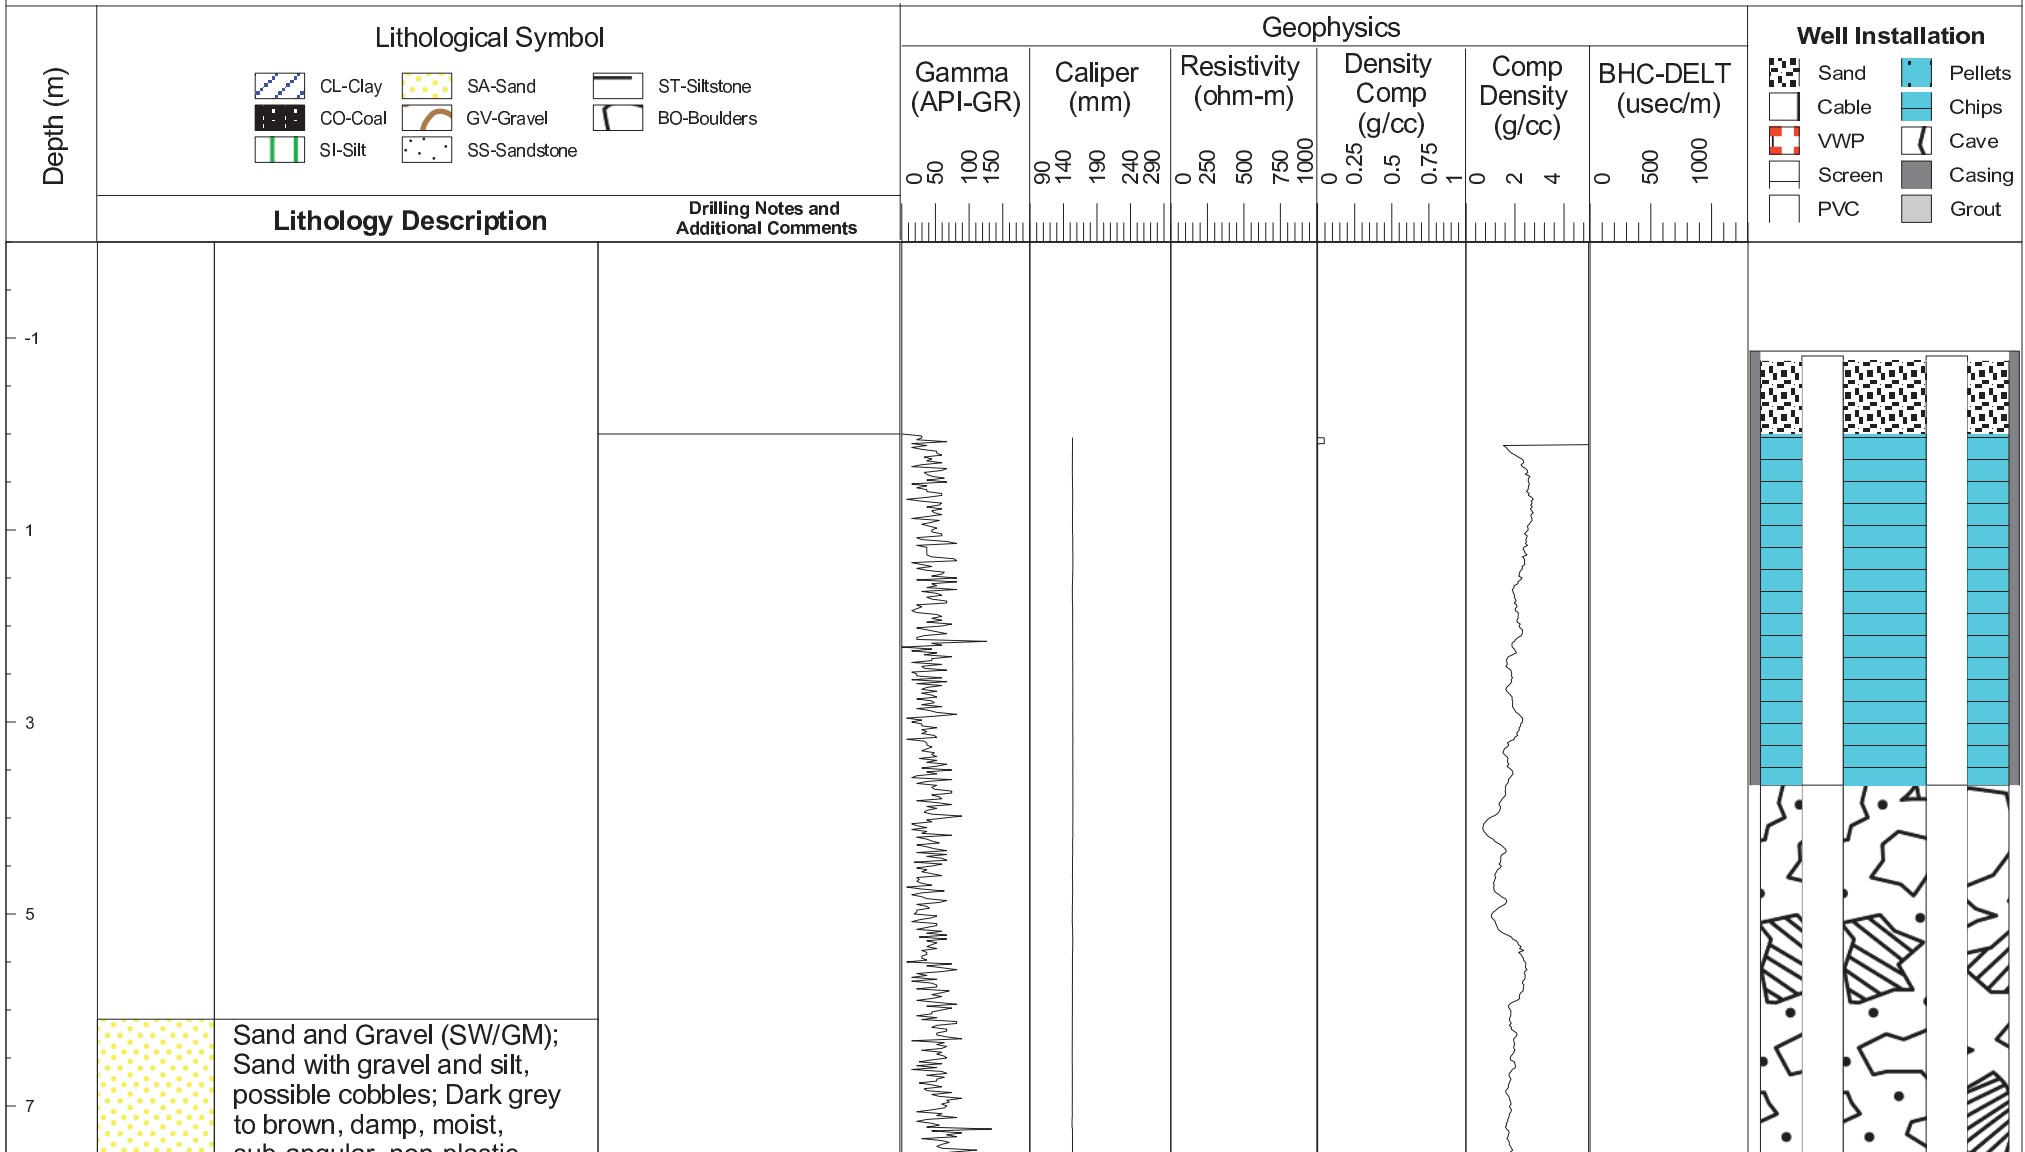 Depth (m)
Lithological Symbol
CL-Clay
SA-Sand
ST-Siltstone
CO-Coal
GV-Gravel
BO-Boulders
SI-Silt
SS-Sandstone
Lithology Description
Drilling Notes and
Additional Comments
Geophysics
Gamma
(API-GR)
0 50 100 150
Caliper
(mm)
90 140 190 240 290
Resistivity
(ohm-m)
0 250 500 750 1000
Density
Comp
(g/cc)
0 0.25 0.5 0.75 1
Comp
Density
(g/cc)
0 2 4
BHC-DELT
(usec/m)
0 500 1000
Well Installation
Sand
Pellets
Cable
Chips
VWP
Cave
Screen
Casing
PVC
Grout
-1
1
3
5
7
Sand and Gravel (SW/GM);
Sand with gravel and silt,
possible cobbles; Dark grey
to brown, damp, moist,
sub-angular, non-plastic